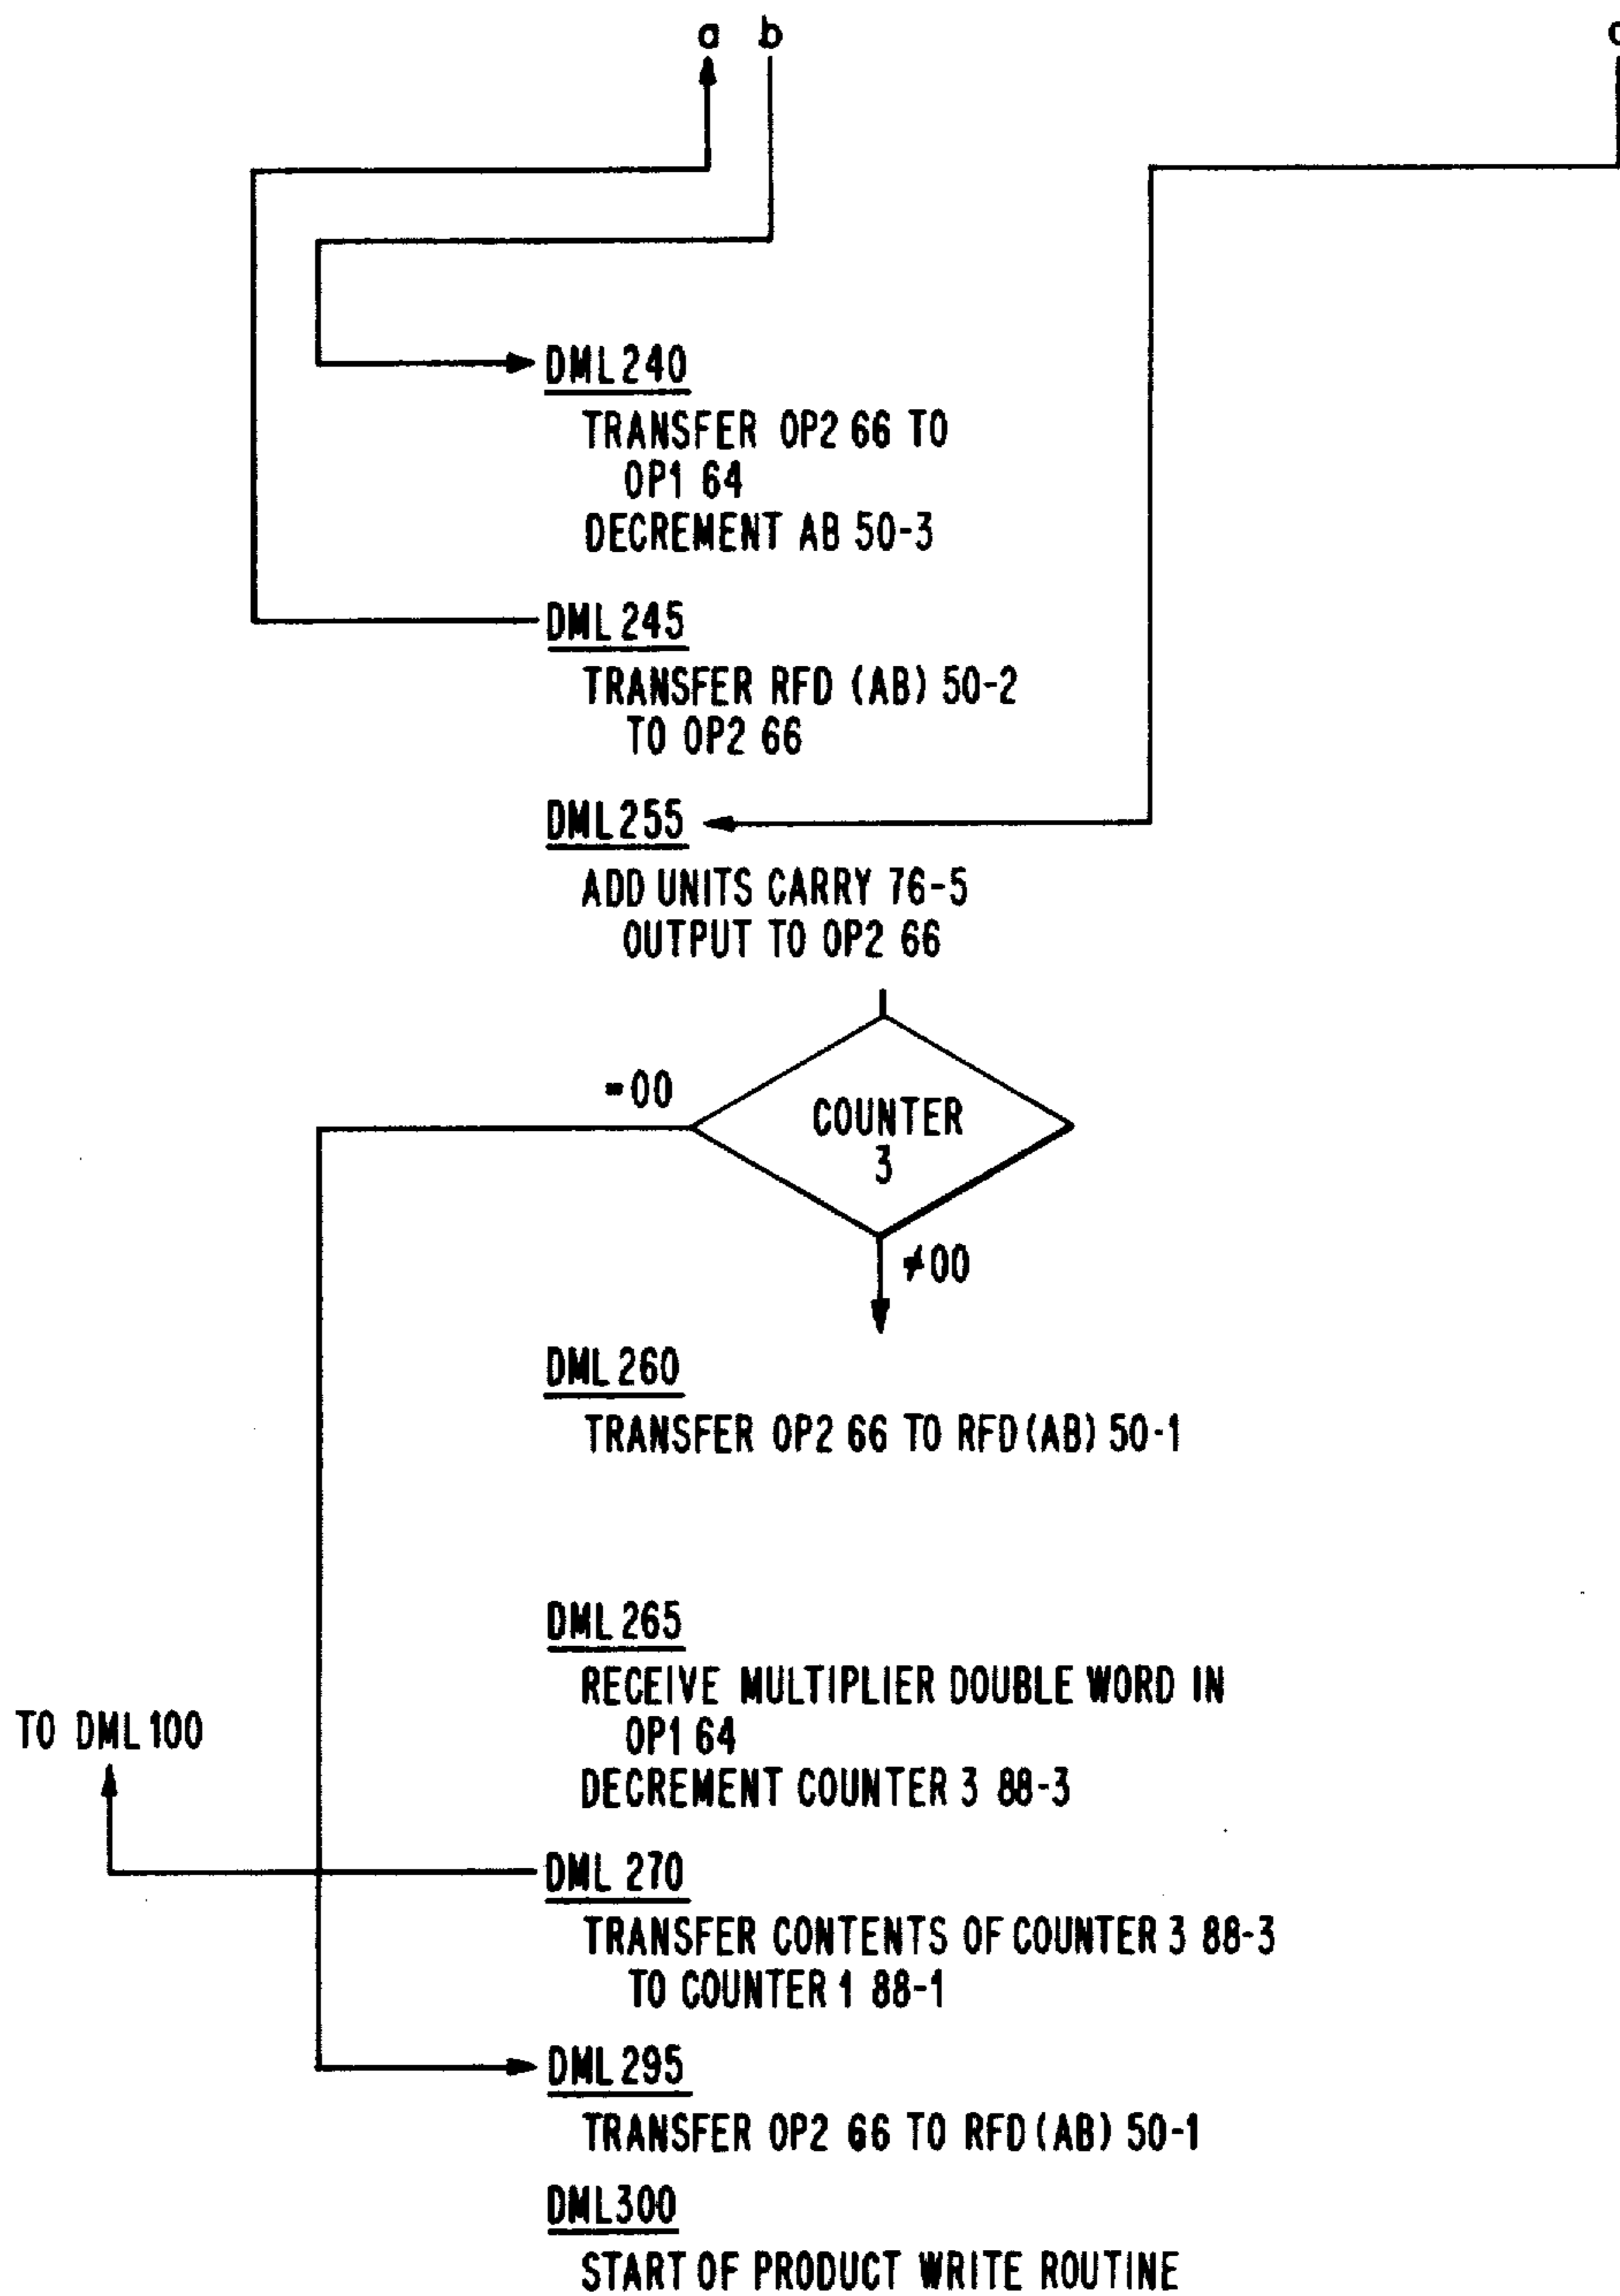 a b
DML240
TRANSFER OP2 66 TO
OP1 64
DECREMENT AB 50-3
DML245
TRANSFER RFD (AB) 50-2
TO OP2 66
DML255
ADD UNITS CARRY 76-5
OUTPUT TO OP2 66
=00
COUNTER
3
≠00
DML260
TRANSFER OP2 66 TO RFD(AB) 50-1
DML265
RECEIVE MULTIPLIER DOUBLE WORD IN
OP1 64
DECREMENT COUNTER 3 88-3
TO DML100
DML 270
TRANSFER CONTENTS OF COUNTER 3 88-3
TO COUNTER 1 88-1
DML295
TRANSFER OP2 66 TO RFD(AB) 50-1
DML300
START OF PRODUCT WRITE ROUTINE